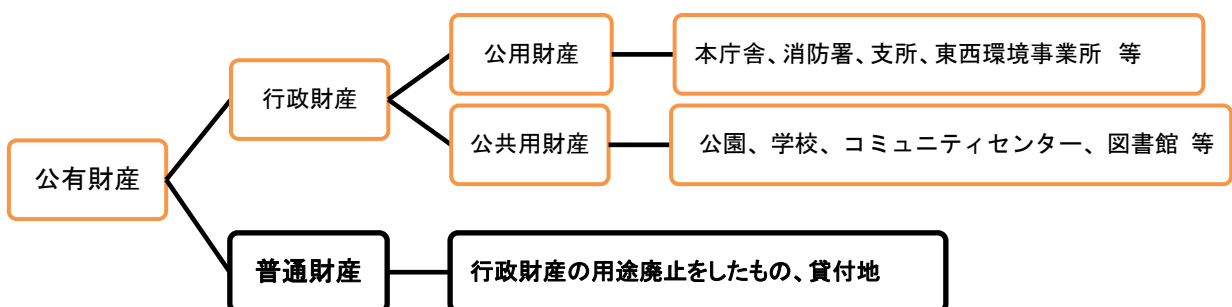 公用財産
本庁舎、消防署、支所、東西環境事業所 等
行政財産
公共用財産
公園、学校、コミュニティセンター、図書館 等
公有財産
普通財産
行政財産の用途廃止をしたもの、貸付地